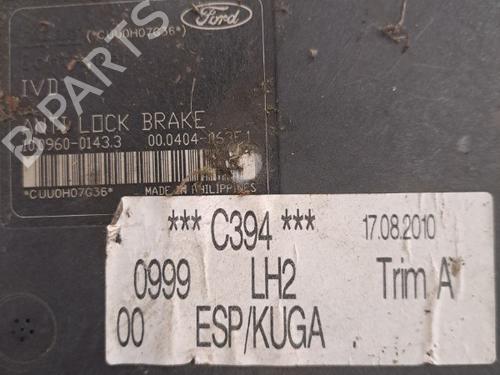 Ford
*CUU0H07G36*
IVD
ANTI LOCK BRAKE
10.0960-0143.3 00.0404-
*CUU0H07G36*
MADE IN PHILIPPINES
B-PARTS
*** C394 *** 17.08.2010
0999 LH2 Trim A
00 ESP/KUGA